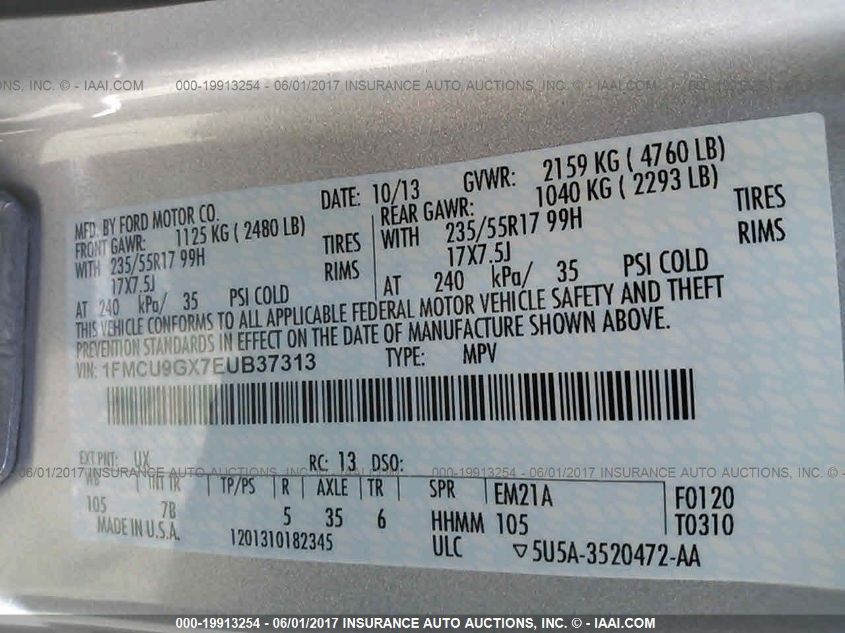 INC. © - IAAI.COM 000-19913254 - 06/01/2017 INSURANCE AUTO AUCTIONS, INC. © - IAAI.COM
MFD. BY FORD MOTOR CO. DATE: 10/13 GVWR: 2159 KG ( 4760 LB)
FRONT GAWR: 1125 KG ( 2480 LB) REAR GAWR: 1040 KG ( 2293 LB)
WITH 235/55R17 99H TIRES WITH 235/55R17 99H TIRES
17X7.5J RIMS 17X7.5J RIMS
AT 240 kPa/ 35 PSI COLD AT 240 kPa/ 35 PSI COLD
THIS VEHICLE CONFORMS TO ALL APPLICABLE FEDERAL MOTOR VEHICLE SAFETY AND THEFT
PREVENTION STANDARDS IN EFFECT ON THE DATE OF MANUFACTURE SHOWN ABOVE.
VIN: 1FMCU9GX7EUB37313 TYPE: MPV
EXT PNT: UX RC: 13 DSO:
- 06/01/2017 INSURANCE AUTO AUCTIONS, INC. © - IAAI.COM 000-19913254 - 06/01/2017 INSURANCE
WB INT TR TP/PS R AXLE TR SPR EM21A F0120
105 7B 5 35 6 HHMM 105 T0310
MADE IN U.S.A. 1201310182345 ULC ▽5U5A-3520472-AA
000-19913254 - 06/01/2017 INSURANCE AUTO AUCTIONS, INC. © - IAAI.COM